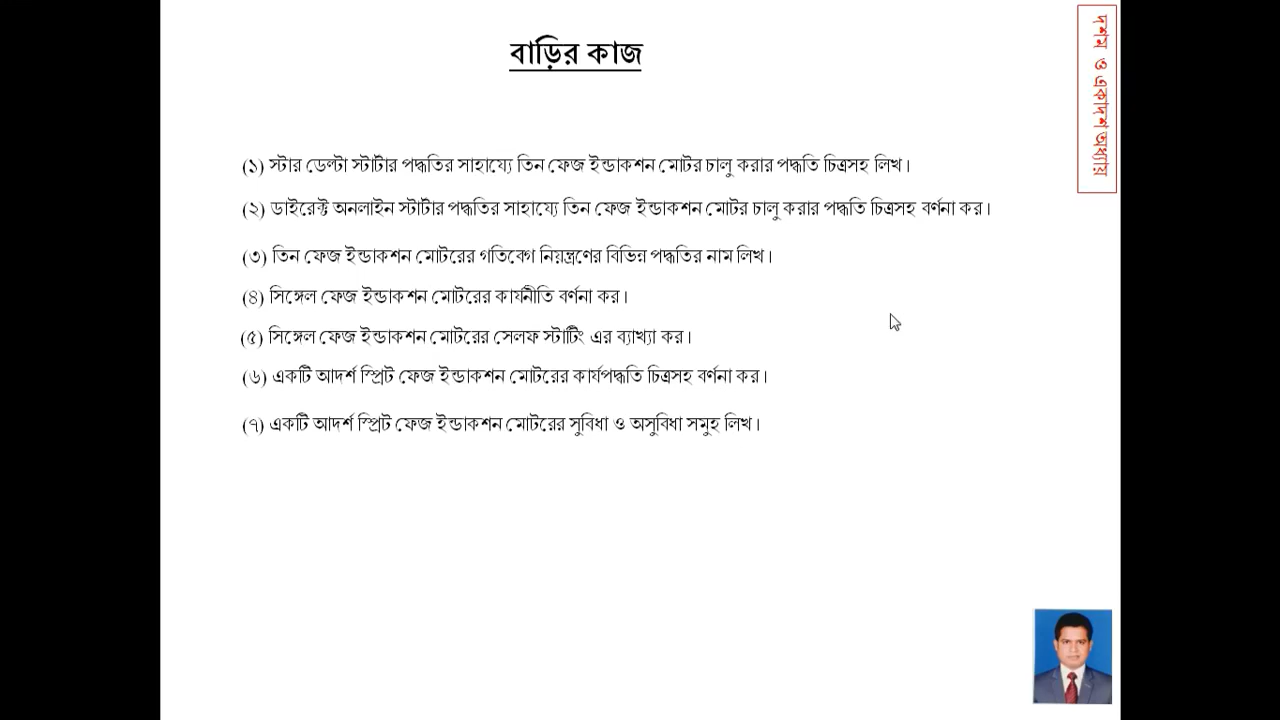 বাড়ির কাজ
দশম ও একাদশ অধ্যায়
(১) স্টার ডেল্টা স্টার্টার পদ্ধতির সাহায্যে তিন ফেজ ইন্ডাকশন মোটর চালু করার পদ্ধতি চিত্রসহ লিখ।
(২) ডাইরেক্ট অনলাইন স্টার্টার পদ্ধতির সাহায্যে তিন ফেজ ইন্ডাকশন মোটর চালু করার পদ্ধতি চিত্রসহ বর্ণনা কর।
(৩) তিন ফেজ ইন্ডাকশন মোটরের গতিবেগ নিয়ন্ত্রণের বিভিন্ন পদ্ধতির নাম লিখ।
(৪) সিঙ্গেল ফেজ ইন্ডাকশন মোটরের কার্যনীতি বর্ণনা কর।
(৫) সিঙ্গেল ফেজ ইন্ডাকশন মোটরের সেলফ স্টার্টিং এর ব্যাখ্যা কর।
(৬) একটি আদর্শ স্প্রিট ফেজ ইন্ডাকশন মোটরের কার্যপদ্ধতি চিত্রসহ বর্ণনা কর।
(৭) একটি আদর্শ স্প্রিট ফেজ ইন্ডাকশন মোটরের সুবিধা ও অসুবিধা সমুহ লিখ।